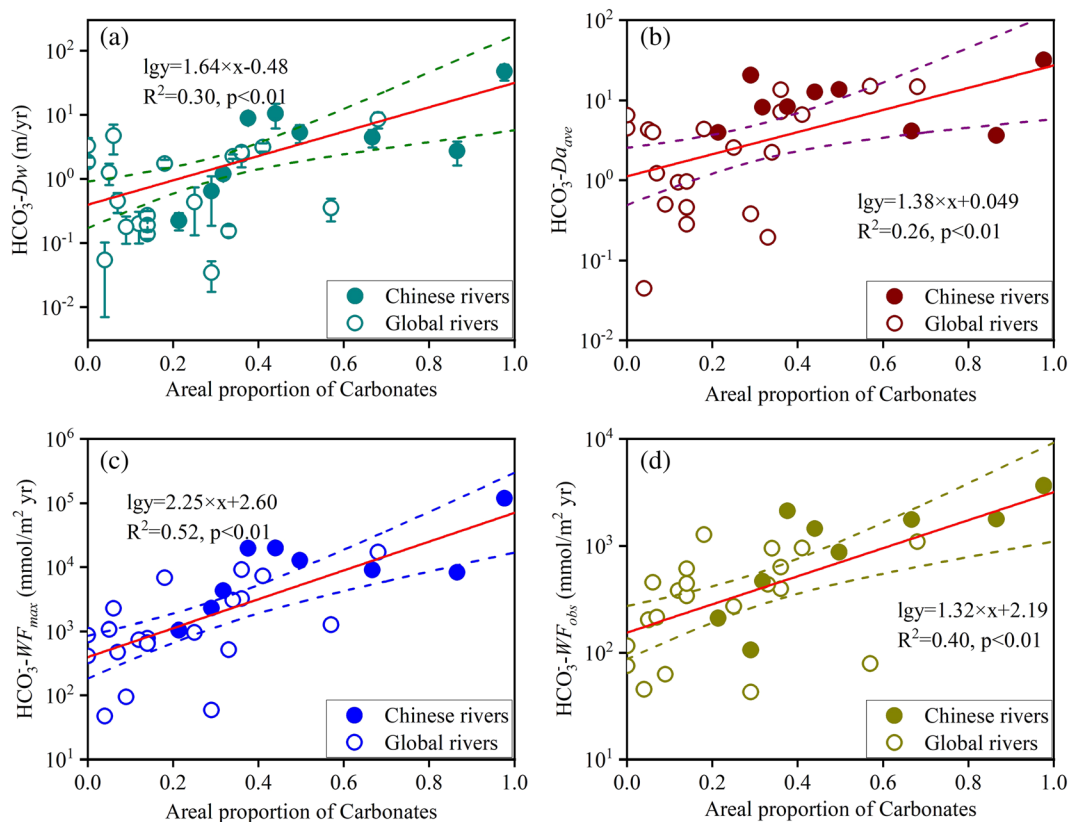 (a)
lgy=1.64×x-0.48
R²=0.30, p<0.01
HCO₃⁻-Dw (m/yr)
10²
10¹
10⁰
10⁻¹
10⁻²
Chinese rivers
Global rivers
0.0 0.2 0.4 0.6 0.8 1.0
Areal proportion of Carbonates
(b)
HCO₃⁻-Da_ave
10²
10¹
10⁰
10⁻¹
10⁻²
lgy=1.38×x+0.049
R²=0.26, p<0.01
Chinese rivers
Global rivers
0.0 0.2 0.4 0.6 0.8 1.0
Areal proportion of Carbonates
(c)
lgy=2.25×x+2.60
R²=0.52, p<0.01
HCO₃⁻-WF_max (mmol/m² yr)
10⁶
10⁵
10⁴
10³
10²
10¹
Chinese rivers
Global rivers
0.0 0.2 0.4 0.6 0.8 1.0
Areal proportion of Carbonates
(d)
HCO₃⁻-WF_obs (mmol/m² yr)
10⁴
10³
10²
10¹
lgy=1.32×x+2.19
R²=0.40, p<0.01
Chinese rivers
Global rivers
0.0 0.2 0.4 0.6 0.8 1.0
Areal proportion of Carbonates